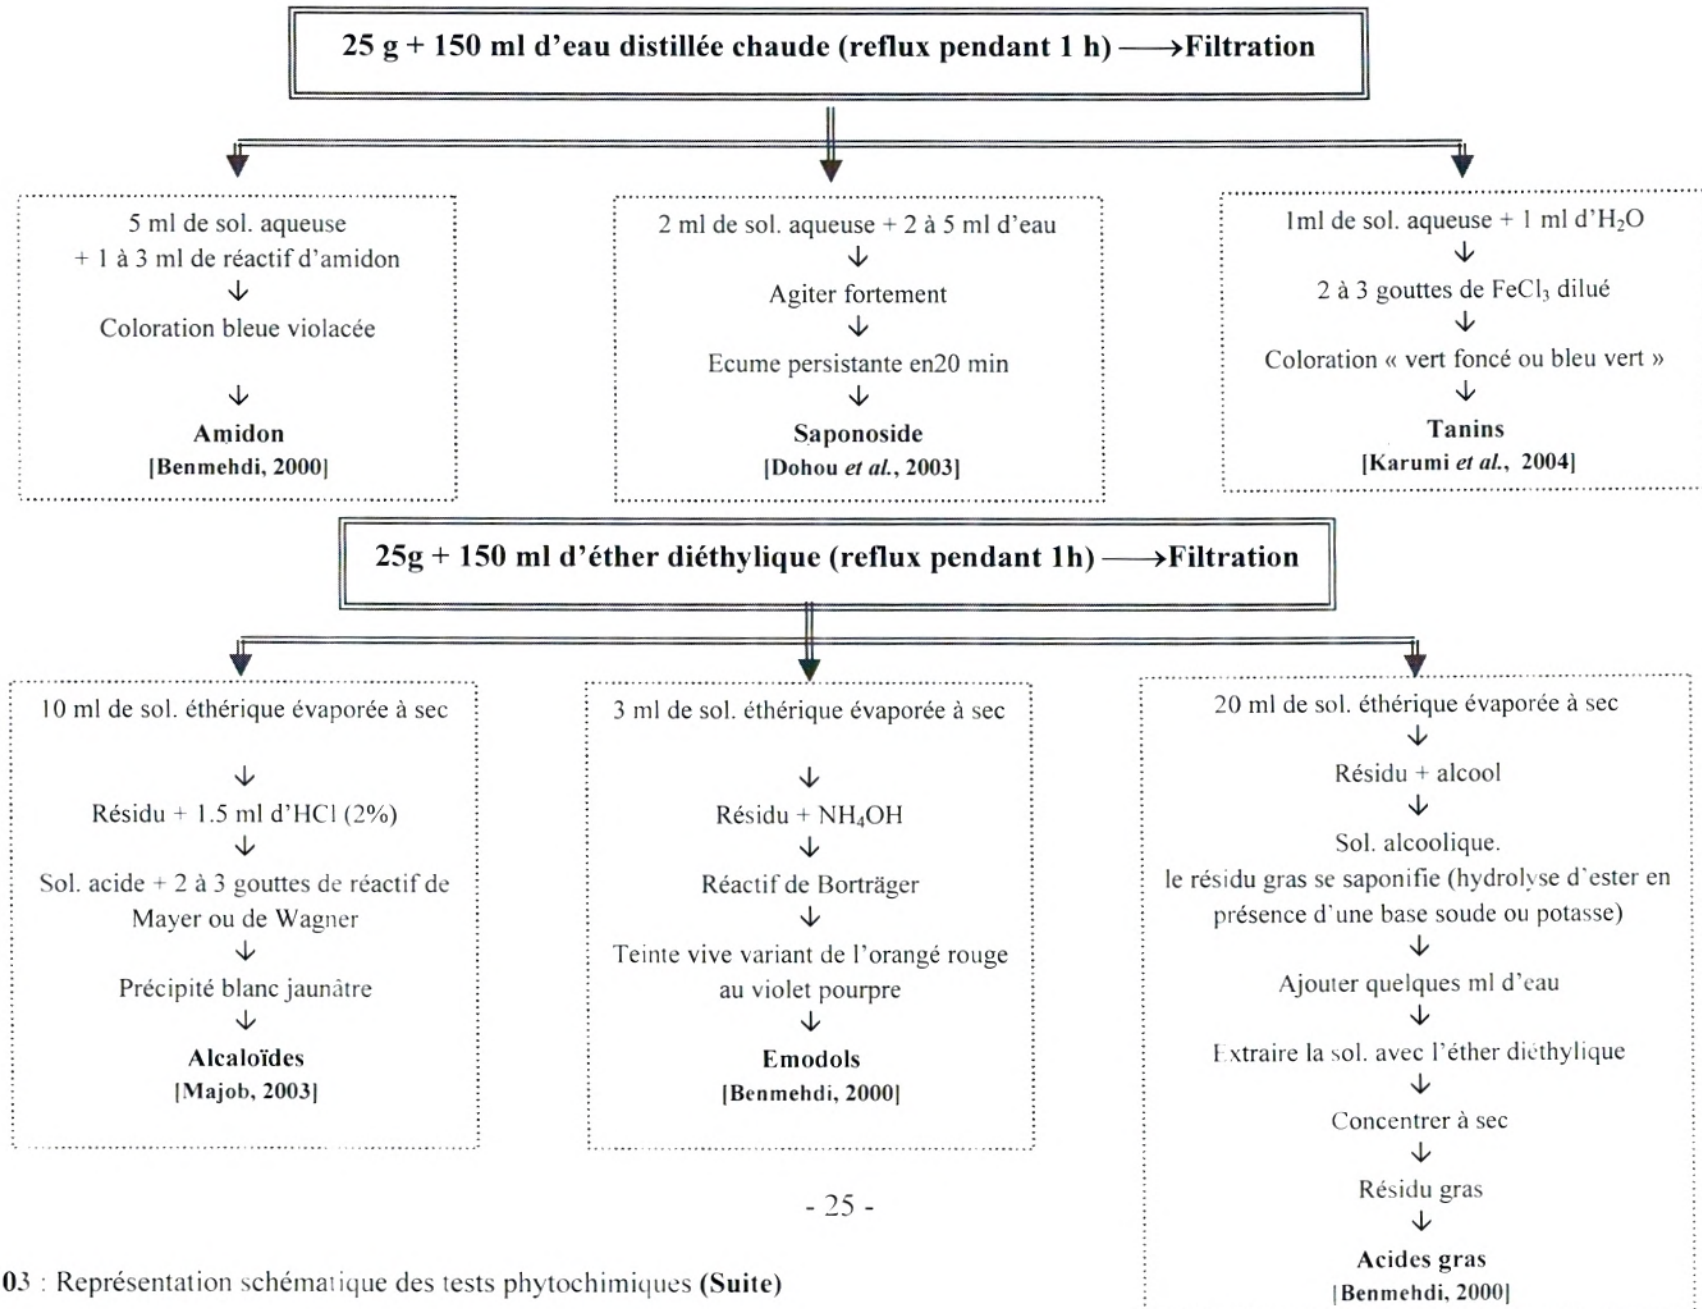 25 g + 150 ml d’eau distillée chaude (reflux pendant 1 h) ⟶Filtration
5 ml de sol. aqueuse
+ 1 à 3 ml de réactif d’amidon
↓
Coloration bleue violacée
↓
Amidon
[Benmehdi, 2000]
2 ml de sol. aqueuse + 2 à 5 ml d’eau
↓
Agiter fortement
↓
Ecume persistante en20 min
↓
Saponoside
[Dohou et al., 2003]
1ml de sol. aqueuse + 1 ml d’H₂O
↓
2 à 3 gouttes de FeCl₃ dilué
↓
Coloration « vert foncé ou bleu vert »
↓
Tanins
[Karumi et al., 2004]
25g + 150 ml d’éther diéthylique (reflux pendant 1h) ⟶Filtration
10 ml de sol. éthérique évaporée à sec
↓
Résidu + 1.5 ml d’HCl (2%)
↓
Sol. acide + 2 à 3 gouttes de réactif de
Mayer ou de Wagner
↓
Précipité blanc jaunâtre
↓
Alcaloïdes
[Majob, 2003]
3 ml de sol. éthérique évaporée à sec
↓
Résidu + NH₄OH
↓
Réactif de Borträger
↓
Teinte vive variant de l’orangé rouge
au violet pourpre
↓
Emodols
[Benmehdi, 2000]
20 ml de sol. éthérique évaporée à sec
↓
Résidu + alcool
↓
Sol. alcoolique.
le résidu gras se saponifie (hydrolyse d’ester en
présence d’une base soude ou potasse)
↓
Ajouter quelques ml d’eau
↓
Extraire la sol. avec l’éther diéthylique
↓
Concentrer à sec
↓
Résidu gras
↓
Acides gras
[Benmehdi, 2000]
- 25 -
03 : Représentation schématique des tests phytochimiques (Suite)